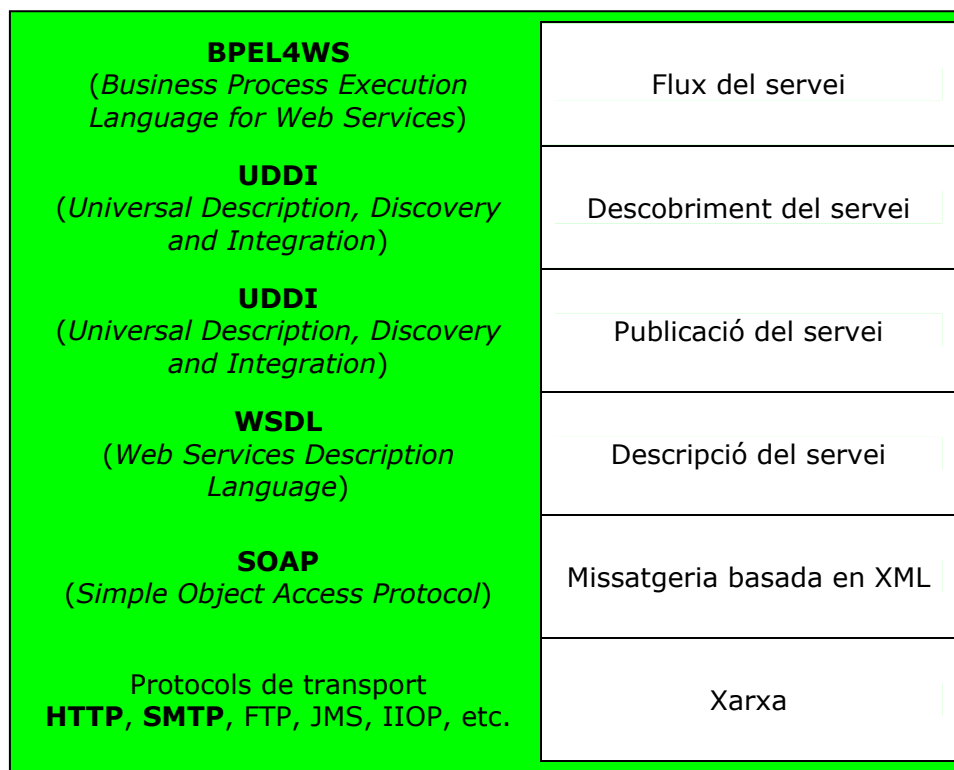 BPEL4WS
(Business Process Execution
Language for Web Services)
Flux del servei
UDDI
(Universal Description, Discovery
and Integration)
Descobriment del servei
UDDI
(Universal Description, Discovery
and Integration)
Publicació del servei
WSDL
(Web Services Description
Language)
Descripció del servei
SOAP
(Simple Object Access Protocol)
Missatgeria basada en XML
Protocols de transport
HTTP, SMTP, FTP, JMS, IIOP, etc.
Xarxa